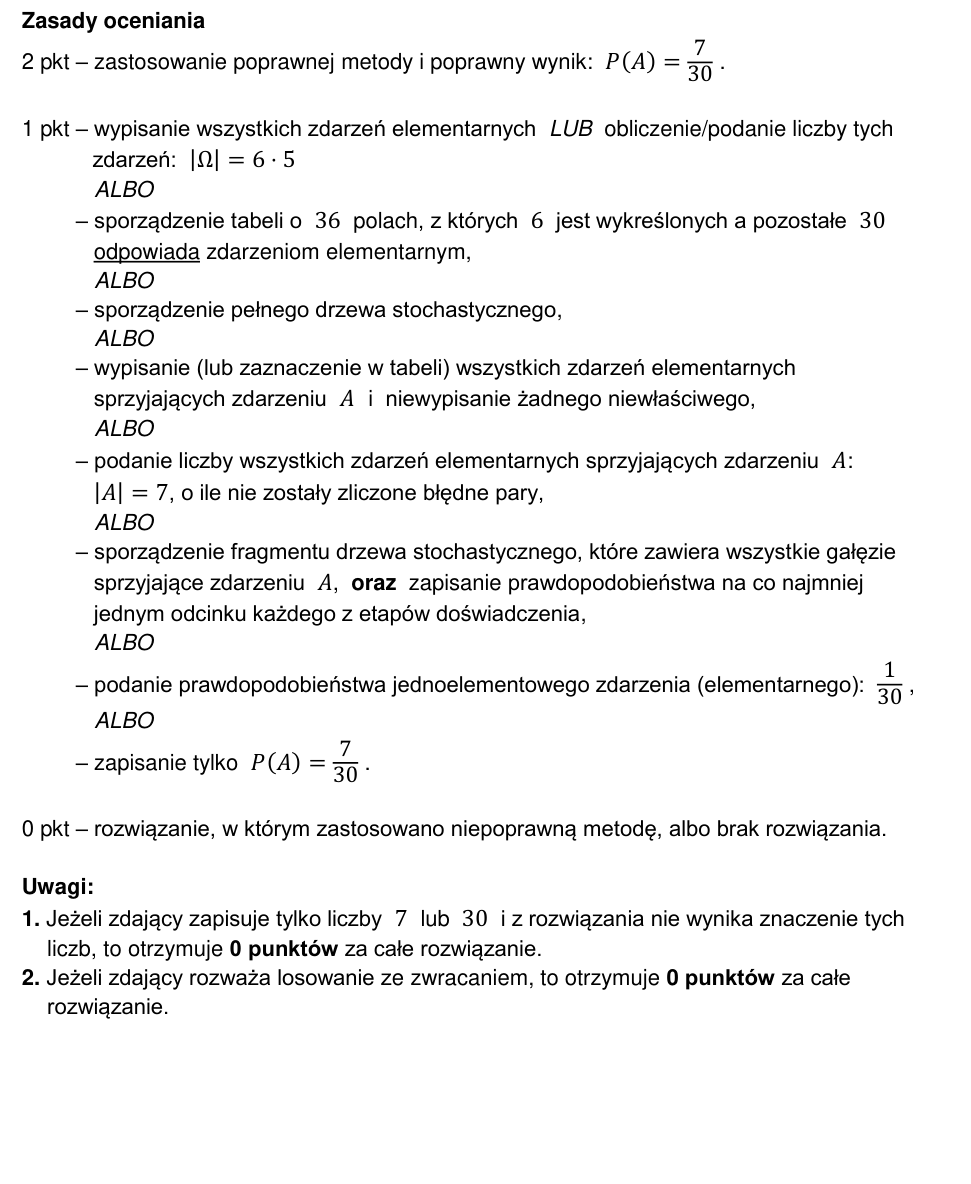 Zasady oceniania
2 pkt – zastosowanie poprawnej metody i poprawny wynik: P(A) = 7/30 .
1 pkt – wypisanie wszystkich zdarzeń elementarnych LUB obliczenie/podanie liczby tych
zdarzeń: |Ω| = 6 · 5
ALBO
– sporządzenie tabeli o 36 polach, z których 6 jest wykreślonych a pozostałe 30
odpowiada zdarzeniom elementarnym,
ALBO
– sporządzenie pełnego drzewa stochastycznego,
ALBO
– wypisanie (lub zaznaczenie w tabeli) wszystkich zdarzeń elementarnych
sprzyjających zdarzeniu A i niewypisanie żadnego niewłaściwego,
ALBO
– podanie liczby wszystkich zdarzeń elementarnych sprzyjających zdarzeniu A:
|A| = 7, o ile nie zostały zliczone błędne pary,
ALBO
– sporządzenie fragmentu drzewa stochastycznego, które zawiera wszystkie gałęzie
sprzyjające zdarzeniu A, oraz zapisanie prawdopodobieństwa na co najmniej
jednym odcinku każdego z etapów doświadczenia,
ALBO
– podanie prawdopodobieństwa jednoelementowego zdarzenia (elementarnego): 1/30 ,
ALBO
– zapisanie tylko P(A) = 7/30 .
0 pkt – rozwiązanie, w którym zastosowano niepoprawną metodę, albo brak rozwiązania.
Uwagi:
1. Jeżeli zdający zapisuje tylko liczby 7 lub 30 i z rozwiązania nie wynika znaczenie tych
liczb, to otrzymuje 0 punktów za całe rozwiązanie.
2. Jeżeli zdający rozważa losowanie ze zwracaniem, to otrzymuje 0 punktów za całe
rozwiązanie.